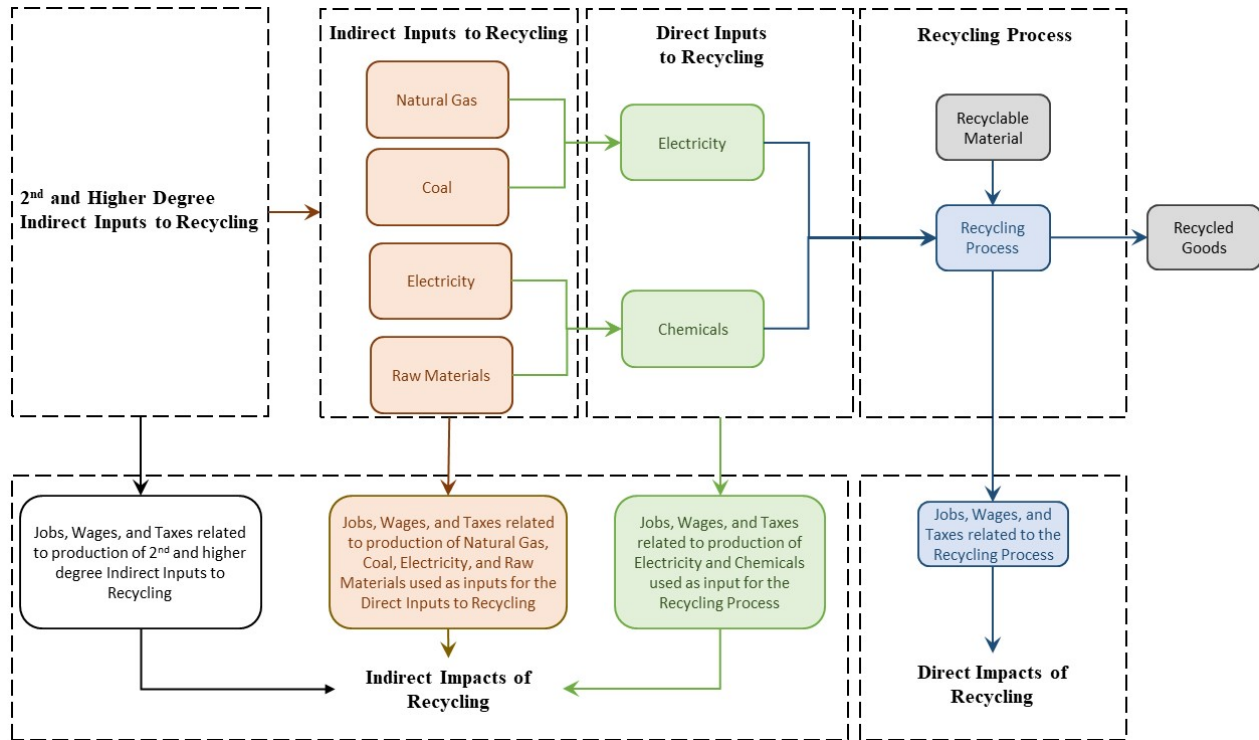 Indirect Inputs to Recycling
Direct Inputs
to Recycling
Recycling Process
Natural Gas
Coal
Electricity
Raw Materials
Electricity
Chemicals
Recyclable
Material
Recycling
Process
Recycled
Goods
2nd and Higher Degree
Indirect Inputs to Recycling
Jobs, Wages, and Taxes related
to production of 2nd and higher
degree Indirect Inputs to
Recycling
Jobs, Wages, and Taxes related
to production of Natural Gas,
Coal, Electricity, and Raw
Materials used as inputs for the
Direct Inputs to Recycling
Jobs, Wages, and Taxes
related to production of
Electricity and Chemicals
used as input for the
Recycling Process
Jobs, Wages, and
Taxes related to the
Recycling Process
Indirect Impacts of
Recycling
Direct Impacts of
Recycling